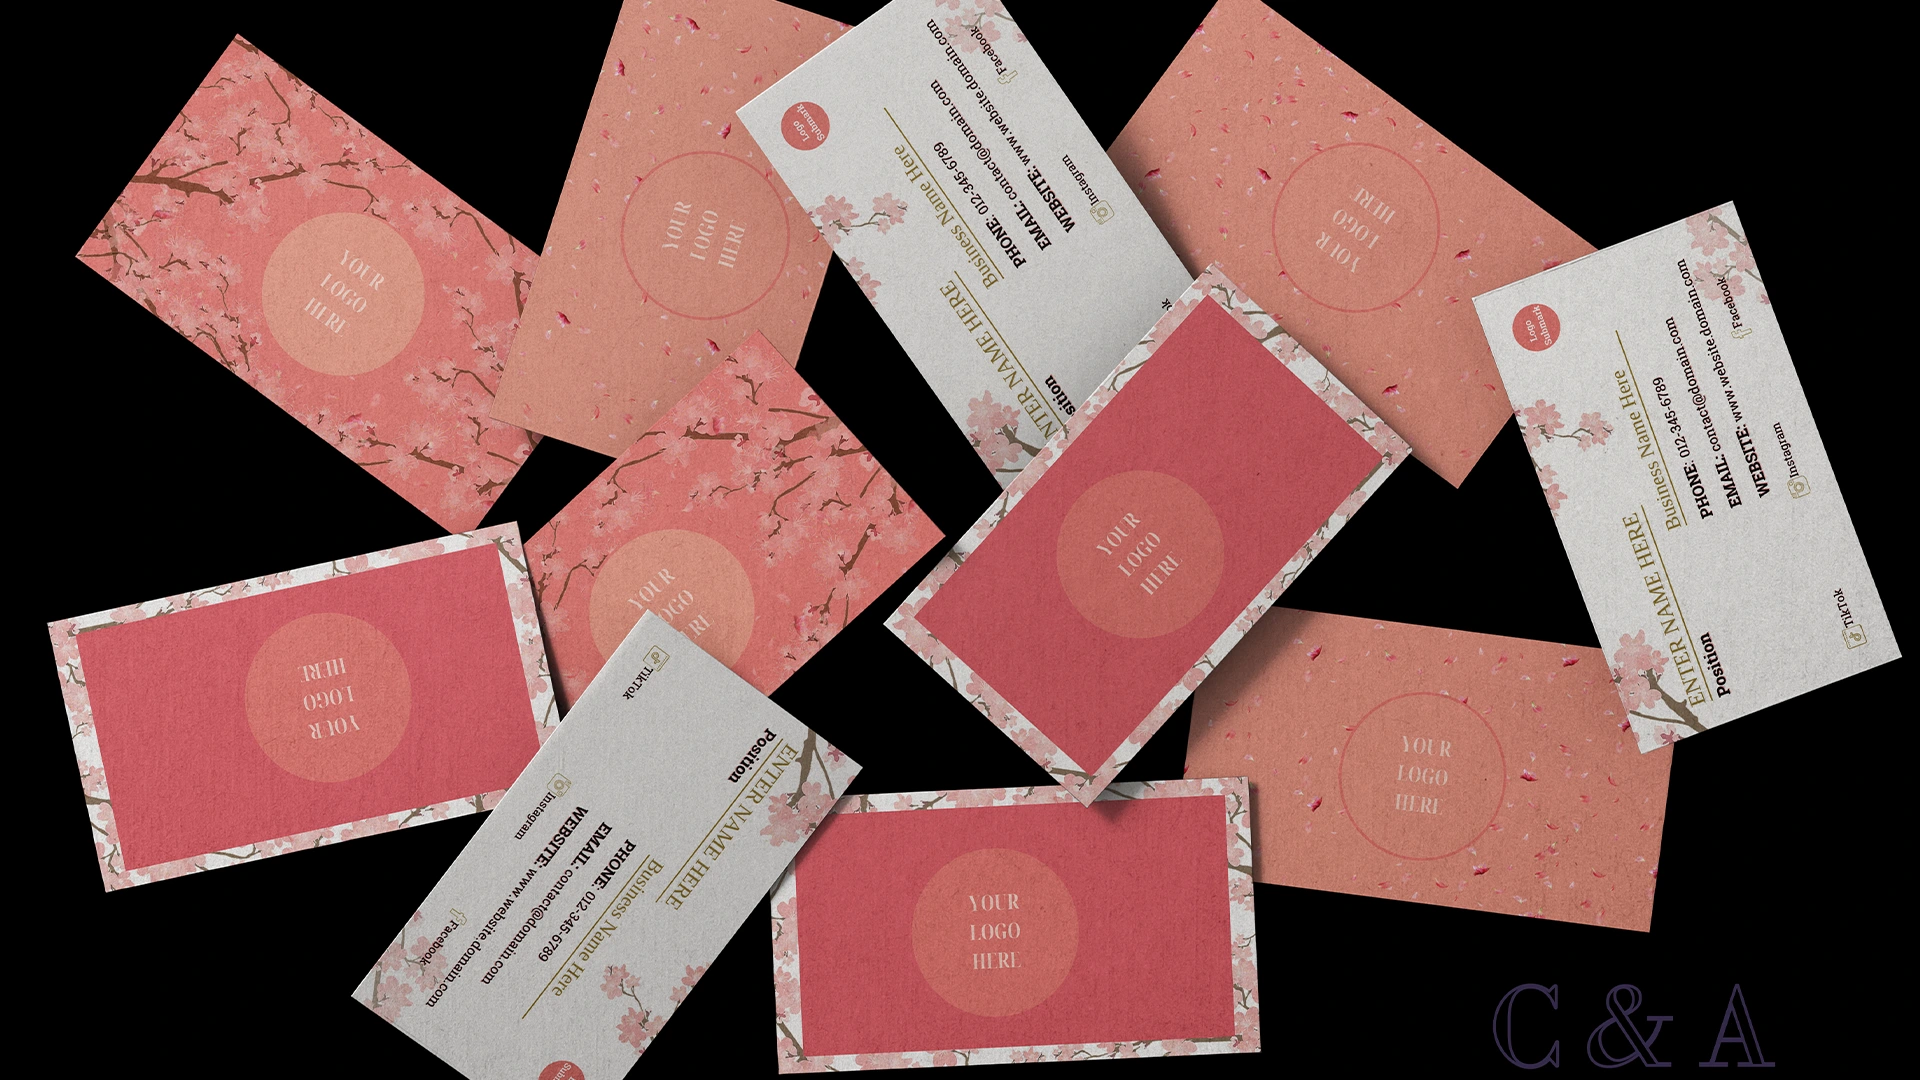 YOUR
LOGO
HERE
YOUR
LOGO
HERE
Logo
Submark
ENTER NAME HERE
Position
Business Name Here
PHONE: 012-345-6789
EMAIL: contact@domain.com
WEBSITE: www.website.domain.com
Facebook
Instagram
YOUR
LOGO
HERE
Logo
Submark
ENTER NAME HERE
Position
Business Name Here
PHONE: 012-345-6789
EMAIL: contact@domain.com
WEBSITE: www.website.domain.com
Facebook
Instagram
TikTok
YOUR
LOGO
HERE
YOUR
LOGO
HERE
YOUR
LOGO
HERE
ENTER NAME HERE
Position
Business Name Here
PHONE: 012-345-6789
EMAIL: contact@domain.com
WEBSITE: www.website.domain.com
Facebook
Instagram
TikTok
YOUR
LOGO
HERE
YOUR
LOGO
HERE
C & A